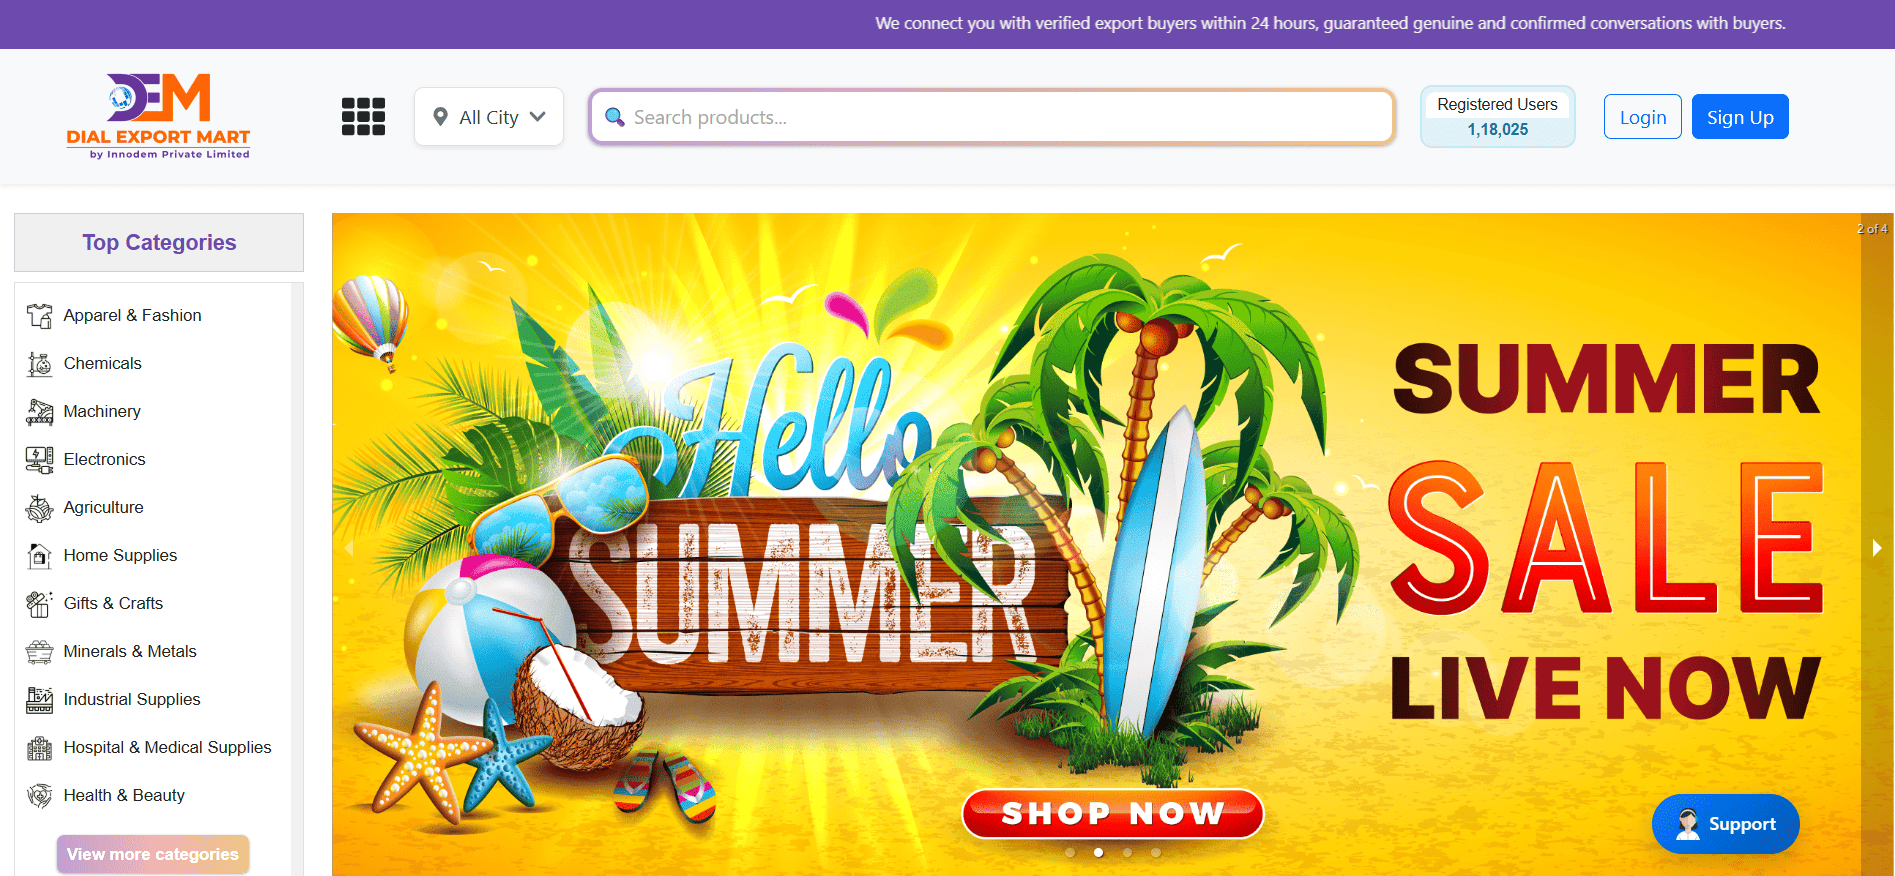 We connect you with verified export buyers within 24 hours, guaranteed genuine and confirmed conversations with buyers.
DEM
DIAL EXPORT MART
by Innodem Private Limited
All City
Search products...
Registered Users
1,18,025
Login
Sign Up
Top Categories
Apparel & Fashion
Chemicals
Machinery
Electronics
Agriculture
Home Supplies
Gifts & Crafts
Minerals & Metals
Industrial Supplies
Hospital & Medical Supplies
Health & Beauty
View more categories
2 of 4
Hello
SUMMER
SUMMER
SALE
LIVE NOW
SHOP NOW
Support